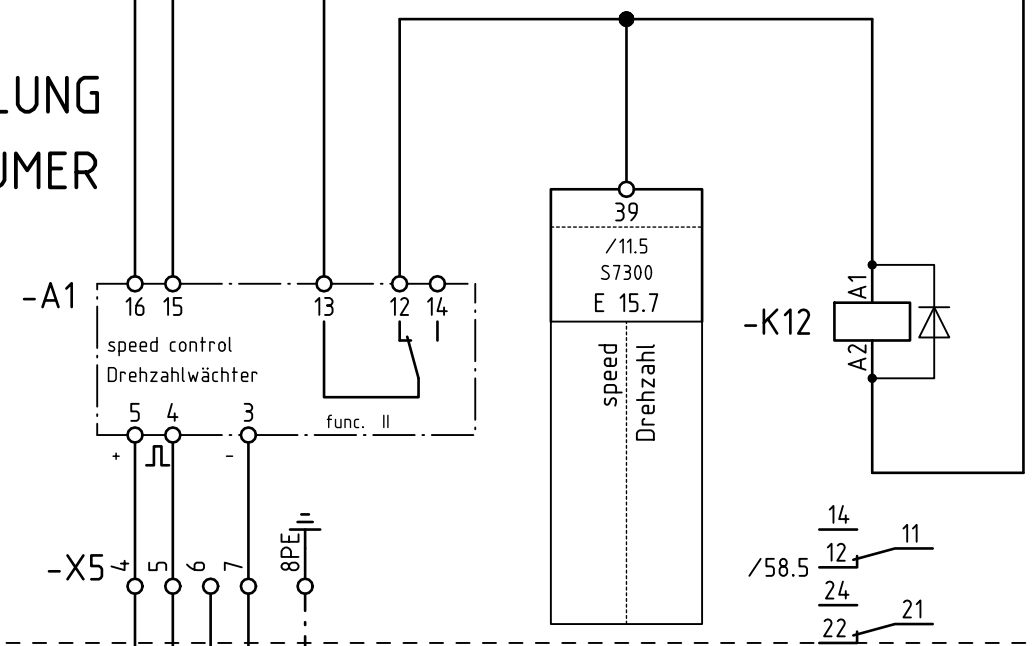 LUNG
UMER
39
/11.5
S7300
E 15.7
-A1
16 15 13 12 14
A1
-K12
A2
speed control
Drehzahlwächter
speed
Drehzahl
5 4 3
func. II
+ -
14
11
12
/58.5
24
21
22
-X5 4 5 6 7 8PE